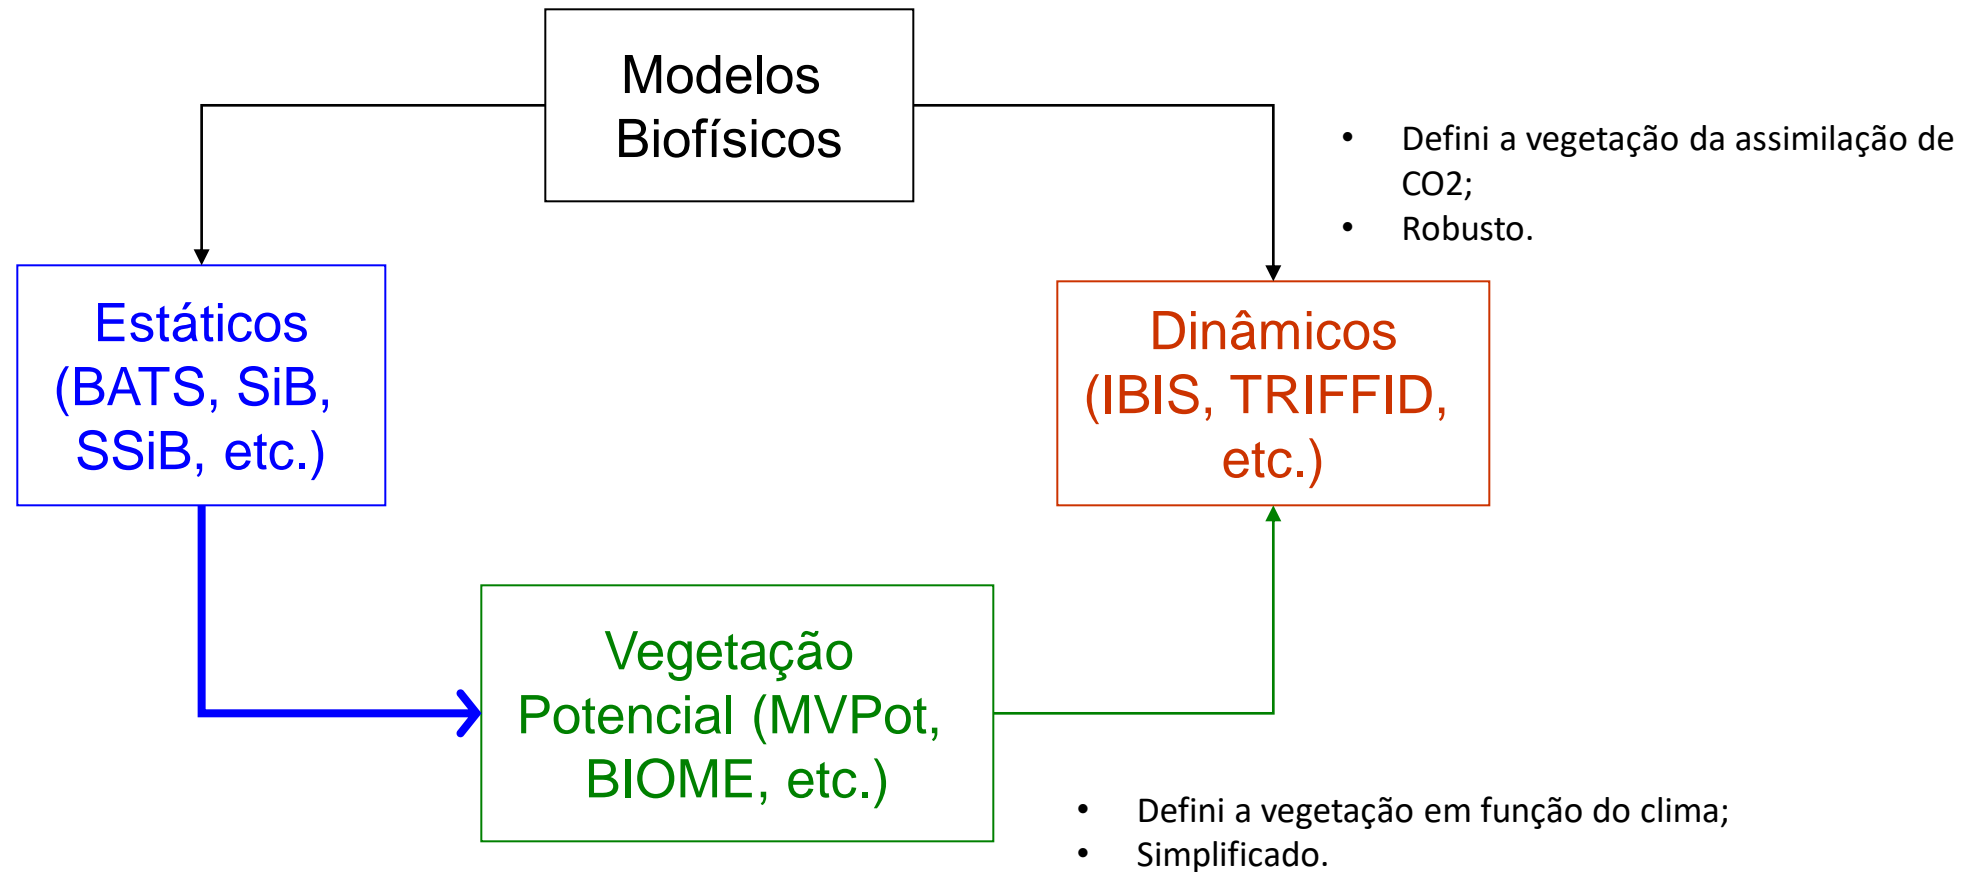 Modelos
Biofísicos
• Defini a vegetação da assimilação de
CO2;
• Robusto.
Estáticos
(BATS, SiB,
SSiB, etc.)
Dinâmicos
(IBIS, TRIFFID,
etc.)
Vegetação
Potencial (MVPot,
BIOME, etc.)
• Defini a vegetação em função do clima;
• Simplificado.